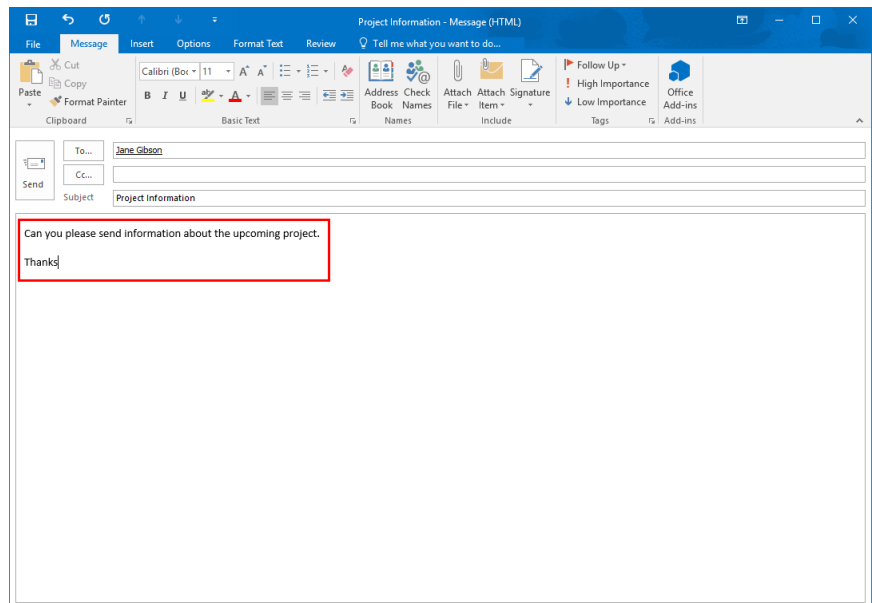 Project Information - Message (HTML)
File Message Insert Options Format Text Review Tell me what you want to do...
Cut
Copy
Format Painter
Paste
Clipboard
Calibri (Boc 11
B I U
Basic Text
Address Book
Check Names
Names
Attach File
Attach Item
Signature
Include
Follow Up
High Importance
Low Importance
Tags
Office Add-ins
Add-ins
Send
To... Jane Gibson
Cc...
Subject Project Information
Can you please send information about the upcoming project.
Thanks